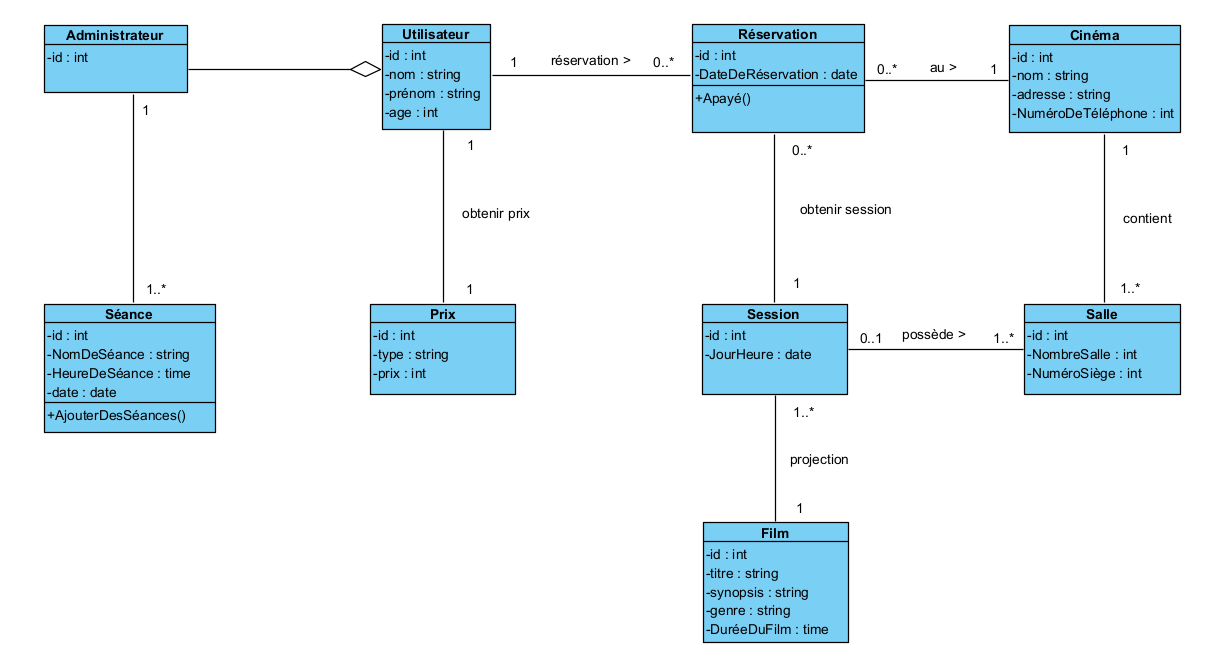 Administrateur
-id : int
Utilisateur
-id : int
-nom : string
-prénom : string
-age : int
1
réservation >
0..*
Réservation
-id : int
-DateDeRéservation : date
+Apayé()
0..*
au >
1
Cinéma
-id : int
-nom : string
-adresse : string
-NuméroDeTéléphone : int
1
1
0..*
1
obtenir prix
obtenir session
contient
1..*
1
1
1..*
Séance
-id : int
-NomDeSéance : string
-HeureDeSéance : time
-date : date
+AjouterDesSéances()
Prix
-id : int
-type : string
-prix : int
Session
-id : int
-JourHeure : date
0..1
possède >
1..*
Salle
-id : int
-NombreSalle : int
-NuméroSiège : int
1..*
projection
1
Film
-id : int
-titre : string
-synopsis : string
-genre : string
-DuréeDuFilm : time